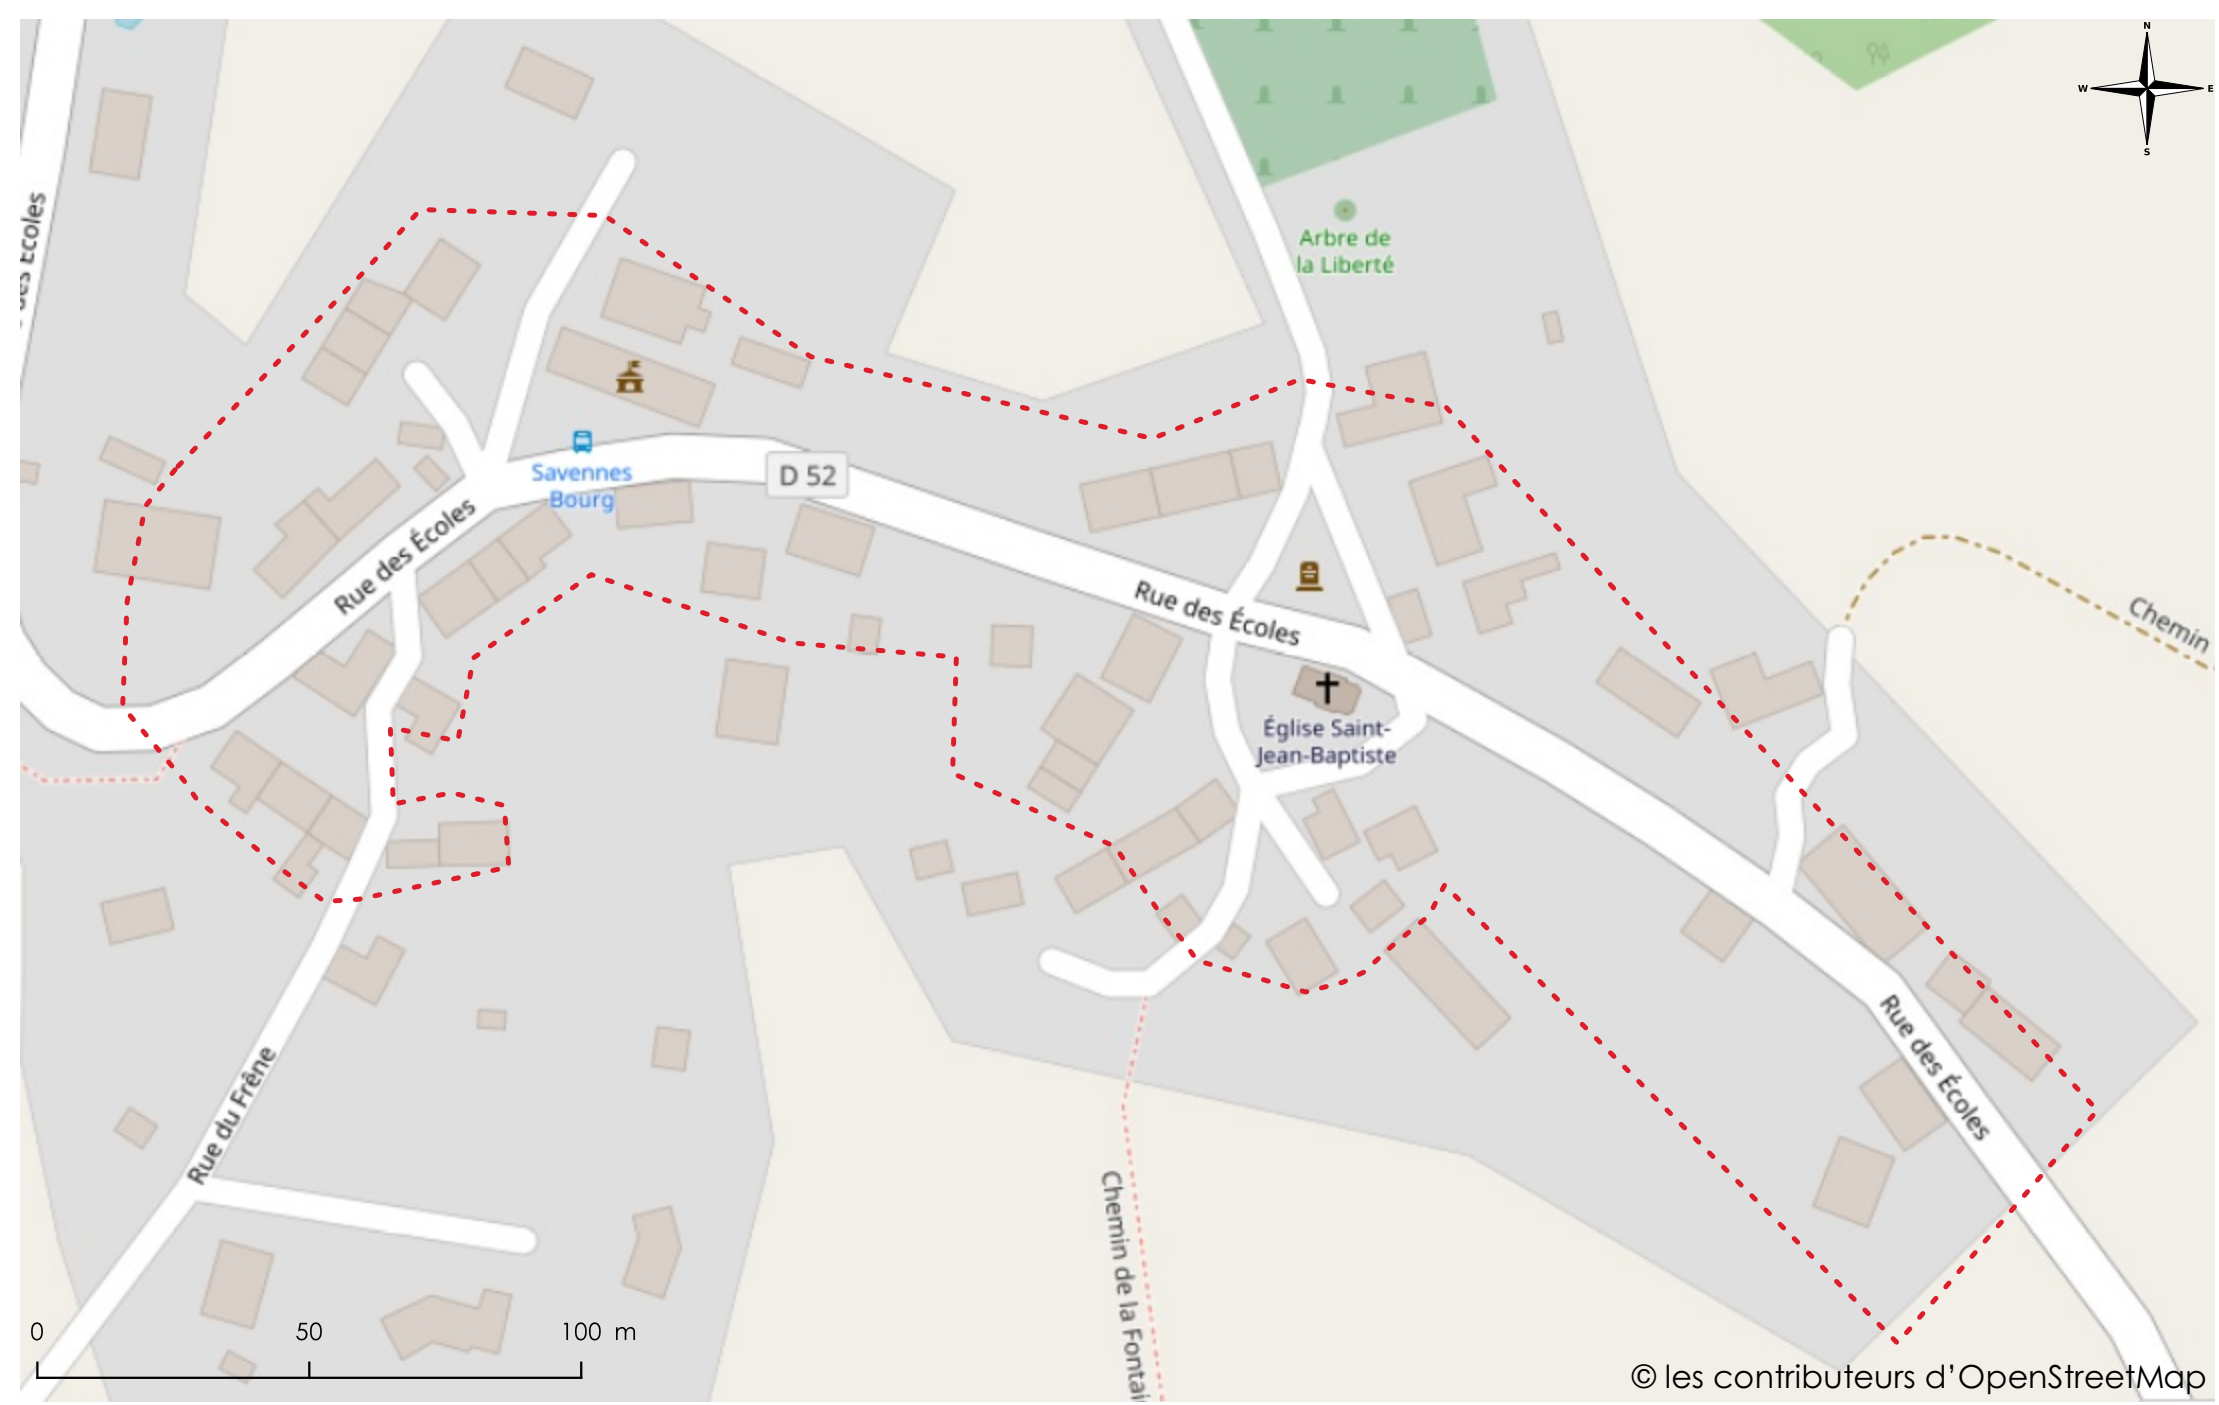 N
W E
S
des Écoles
Arbre de
la Liberté
Savennes
Bourg
D 52
Rue des Écoles
Rue des Écoles
Chemin
Église Saint-
Jean-Baptiste
Rue des Écoles
Rue du Frêne
Chemin de la Fontai
0 50 100 m
© les contributeurs d’OpenStreetMap